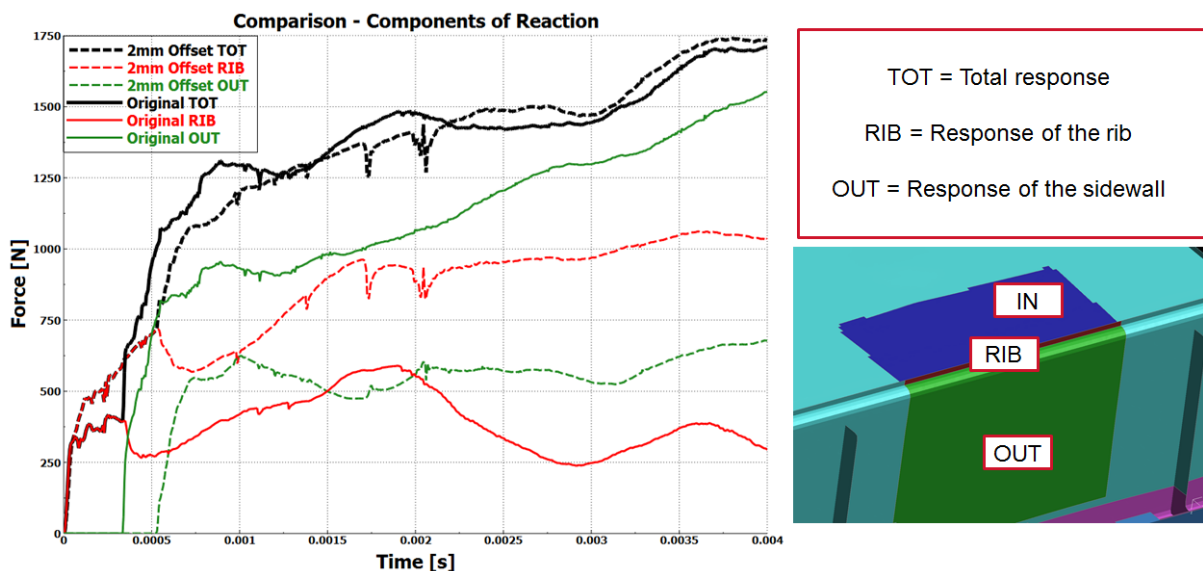 Comparison - Components of Reaction
2mm Offset TOT
2mm Offset RIB
2mm Offset OUT
Original TOT
Original RIB
Original OUT
Force [N]
1750
1500
1250
1000
750
500
250
0
0
0.0005
0.001
0.0015
0.002
0.0025
0.003
0.0035
0.004
Time [s]
TOT = Total response
RIB = Response of the rib
OUT = Response of the sidewall
IN
RIB
OUT